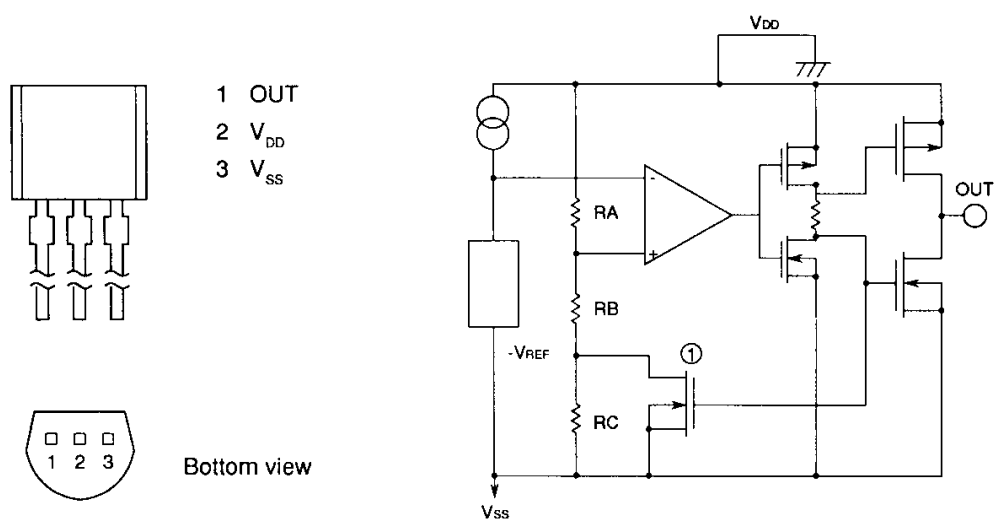 1 OUT
2 VDD
3 VSS
1 2 3
Bottom view
VDD
-
+
RA
RB
RC
-VREF
①
OUT
VSS